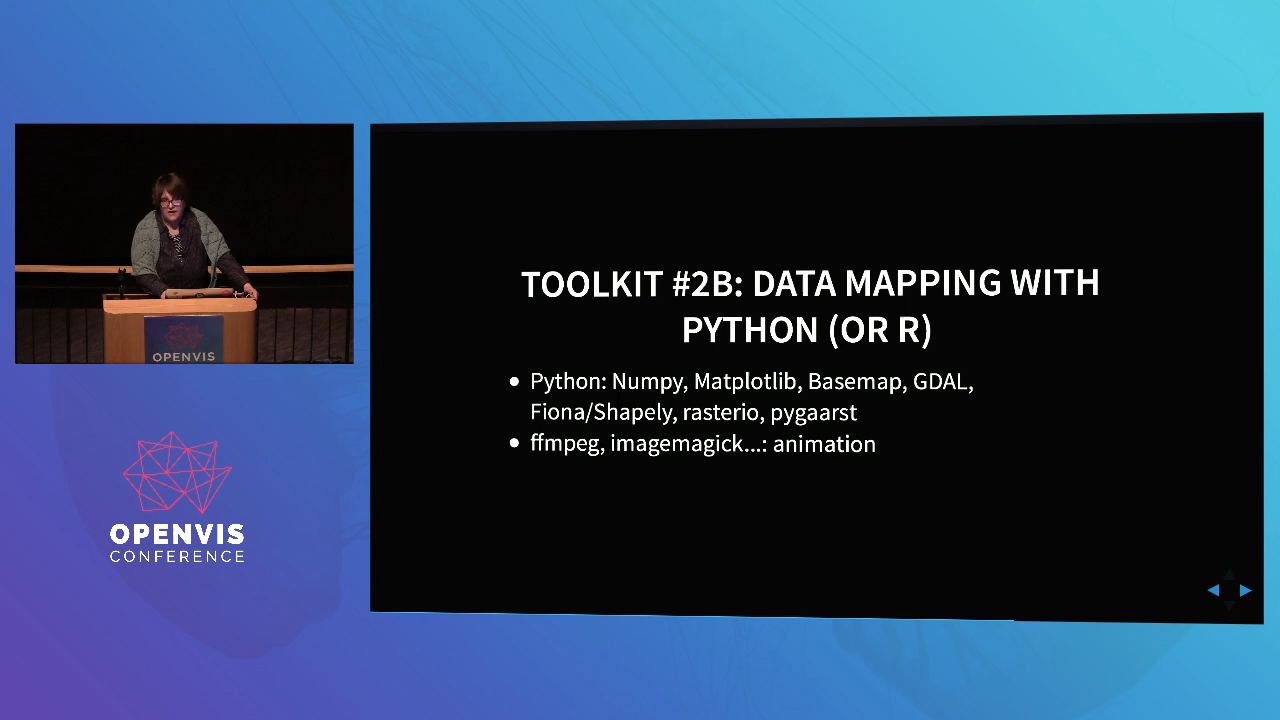 OPENVIS
OPENVIS
CONFERENCE
TOOLKIT #2B: DATA MAPPING WITH
PYTHON (OR R)
Python: Numpy, Matplotlib, Basemap, GDAL,
Fiona/Shapely, rasterio, pygaarst
ffmpeg, imagemagick...: animation